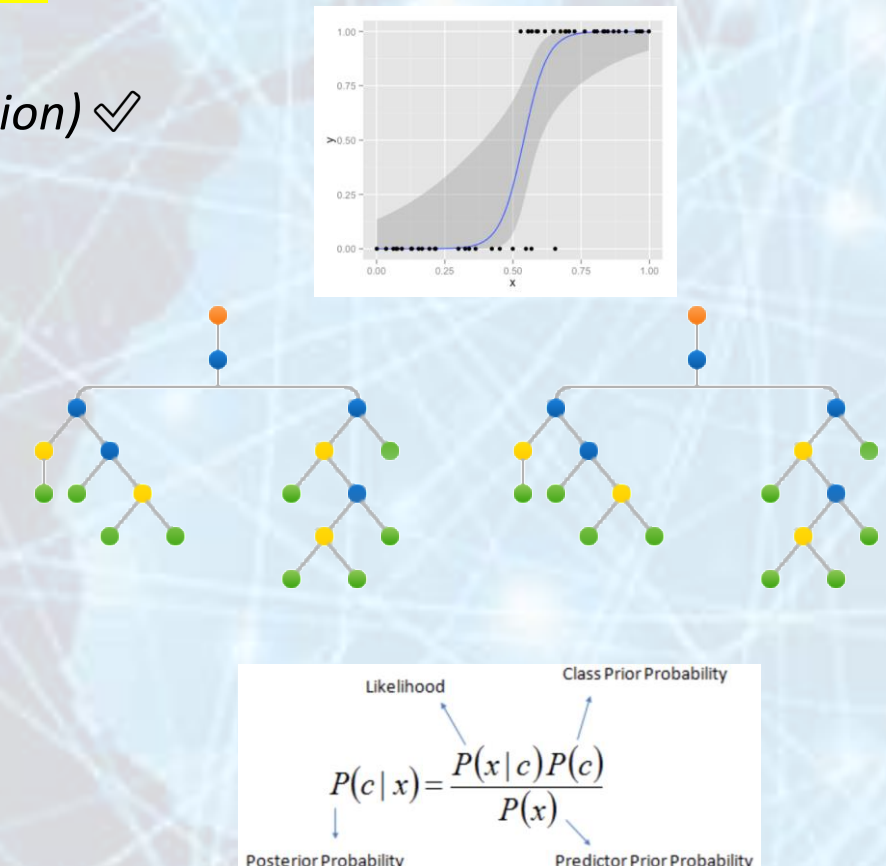 ion) ✓
1.00
0.75
0.50
0.25
0.00
y
0.00 0.25 0.50 0.75 1.00
x
Likelihood
Class Prior Probability
P(c|x) = P(x|c)P(c) / P(x)
Posterior Probability
Predictor Prior Probability